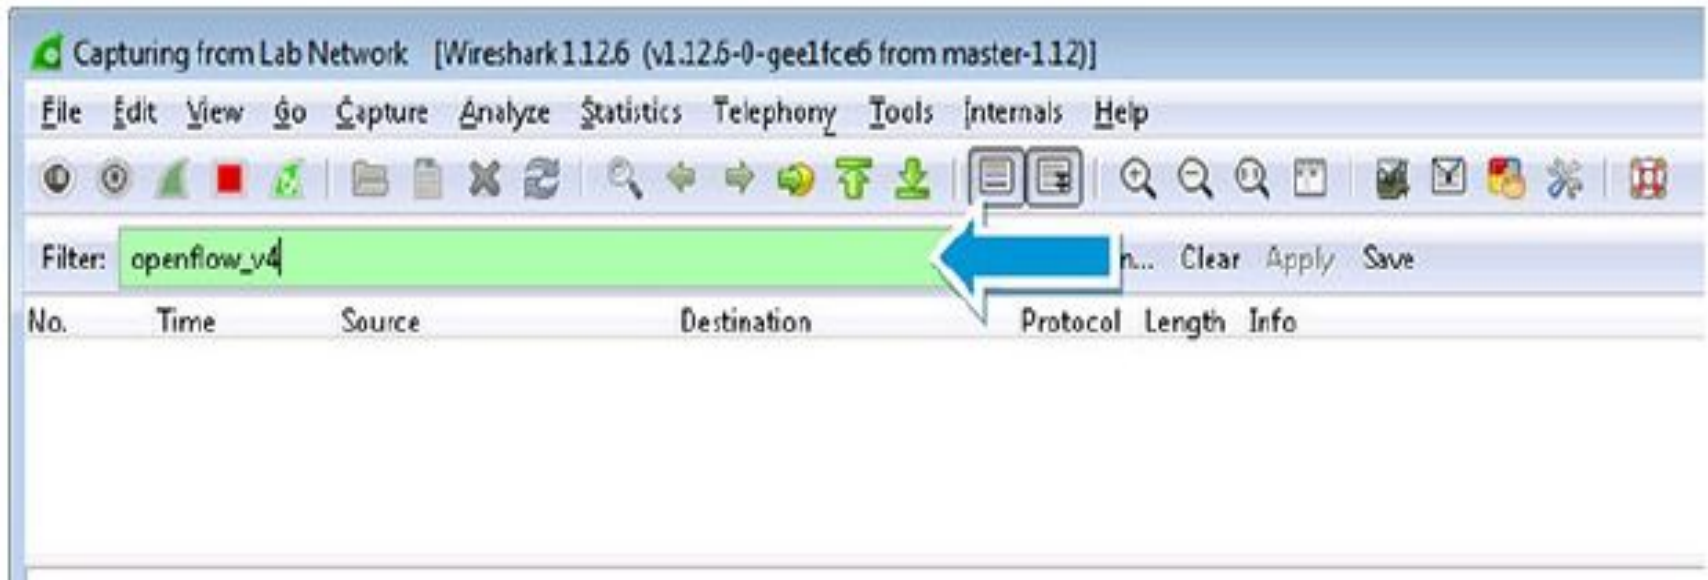 Capturing from Lab Network [Wireshark 1.12.6 (v1.12.6-0-gee1fce6 from master-1.12)]
File Edit View Go Capture Analyze Statistics Telephony Tools Internals Help
Filter: openflow_v4 n... Clear Apply Save
No. Time Source Destination Protocol Length Info